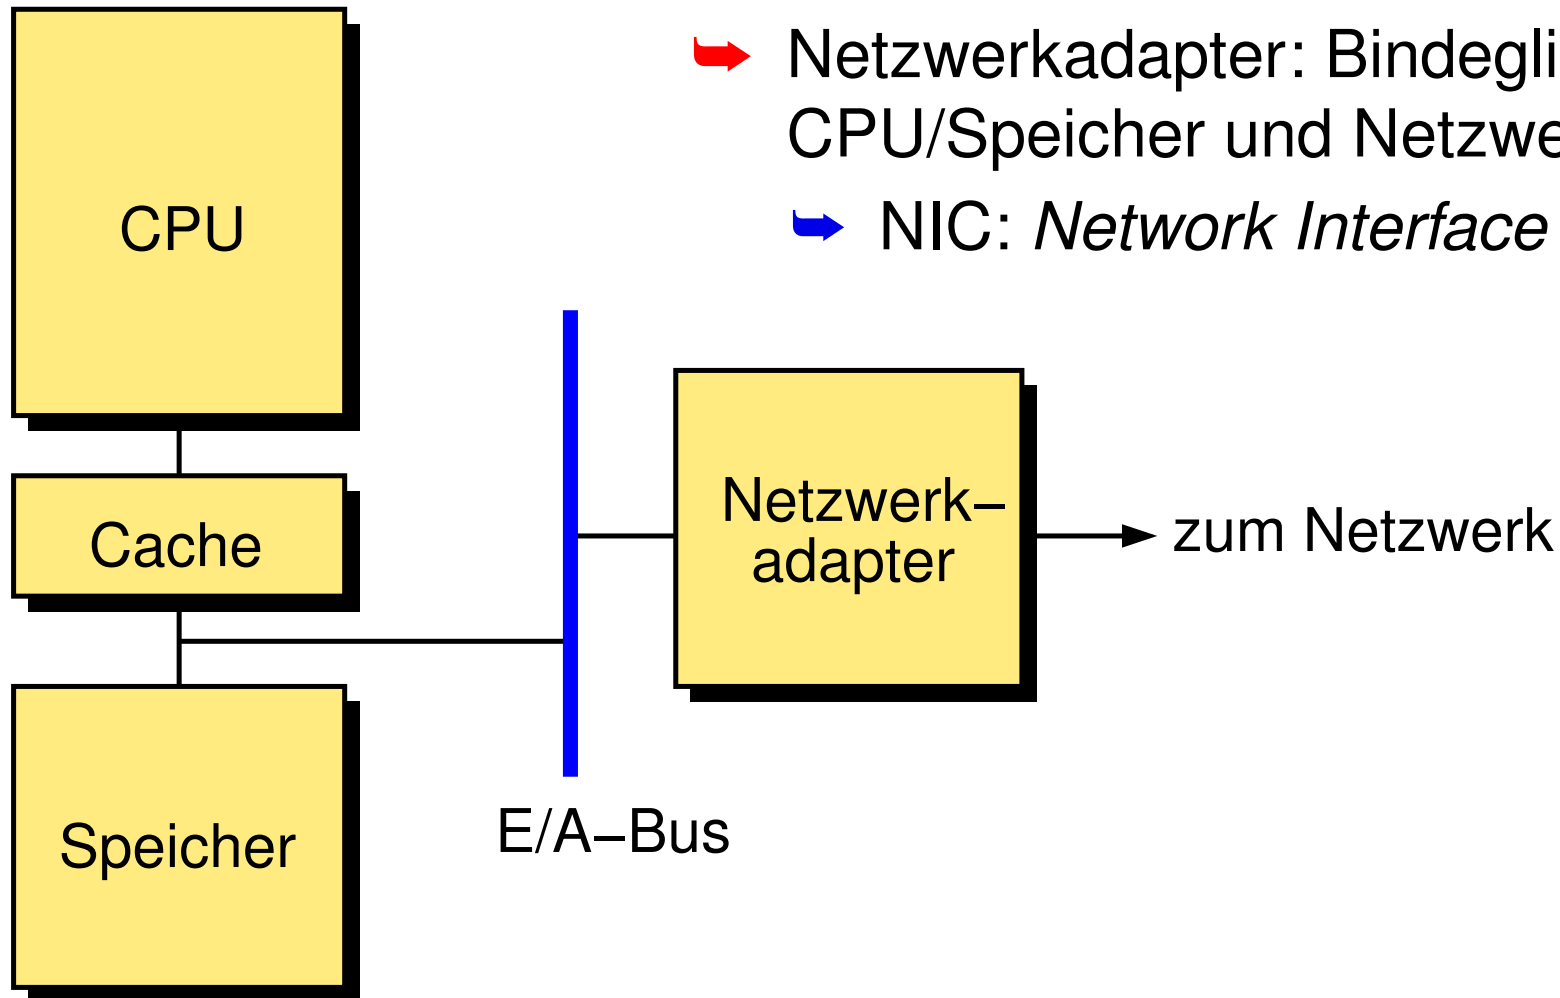 Netzwerkadapter: Bindegli
CPU/Speicher und Netzwe
NIC: Network Interface
CPU
Cache
Speicher
E/A–Bus
Netzwerk–
adapter
zum Netzwerk